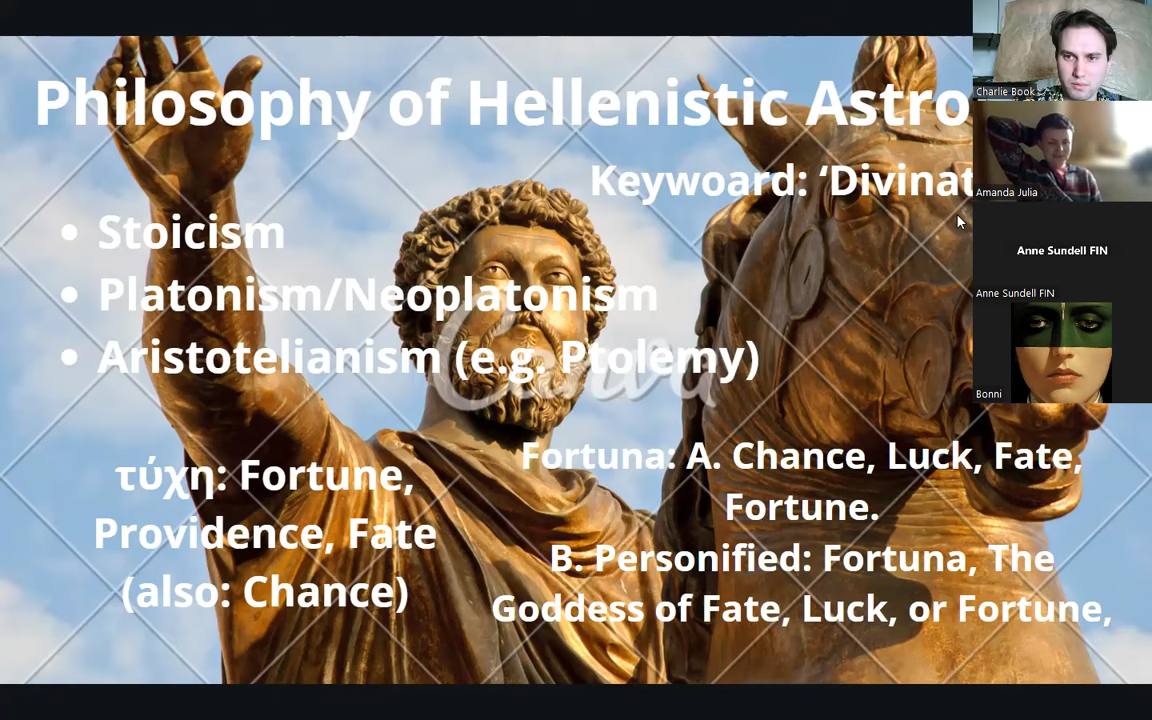 Philosophy of Hellenistic Astro
Keywoard: ‘Divinat
• Stoicism
• Platonism/Neoplatonism
• Aristotelianism (e.g. Ptolemy)
Canva
τύχη: Fortune,
Providence, Fate
(also: Chance)
Fortuna: A. Chance, Luck, Fate,
Fortune.
B. Personified: Fortuna, The
Goddess of Fate, Luck, or Fortune,
Charlie Book
Amanda Julia
Anne Sundell FIN
Anne Sundell FIN
Bonni